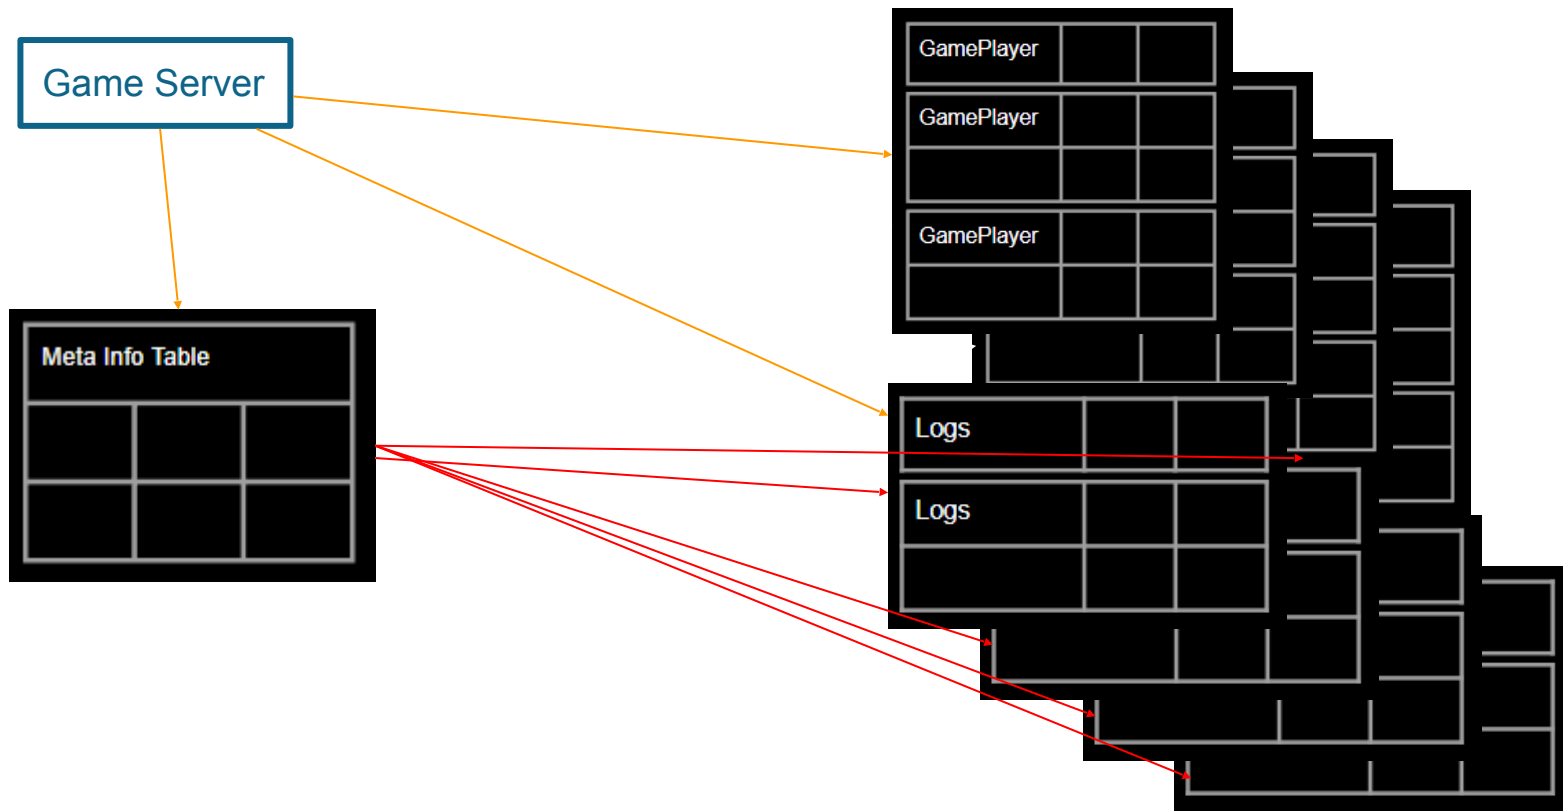 Game Server
GamePlayer
GamePlayer
GamePlayer
Meta Info Table
Logs
Logs